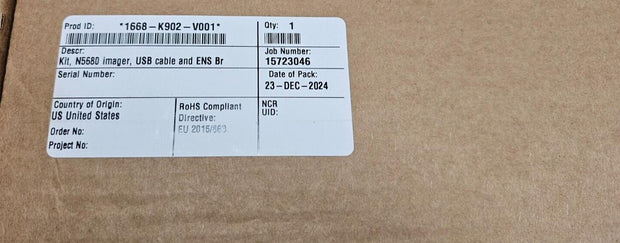 Prod ID: *1668-K902-V001*
Qty: 1
Descr:
Kit, N5680 imager, USB cable and ENS Br
Job Number:
15723046
Serial Number:
Date of Pack:
23-DEC-2024
Country of Origin:
US United States
RoHS Compliant
Directive:
EU 2015/863
NCR
UID:
Order No:
Project No: